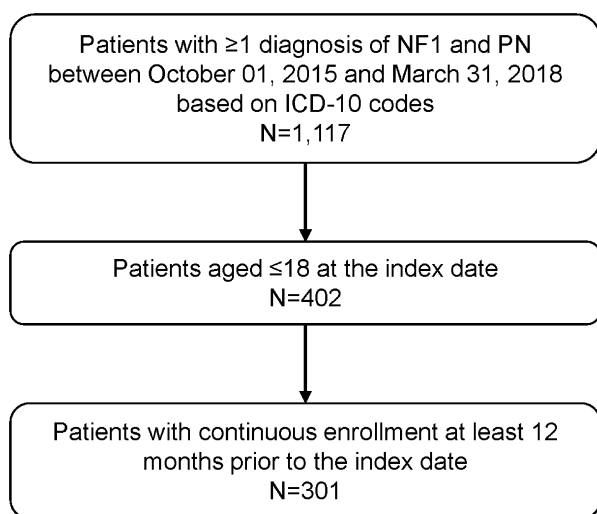 Patients with ≥1 diagnosis of NF1 and PN
between October 01, 2015 and March 31, 2018
based on ICD-10 codes
N=1,117
Patients aged ≤18 at the index date
N=402
Patients with continuous enrollment at least 12
months prior to the index date
N=301